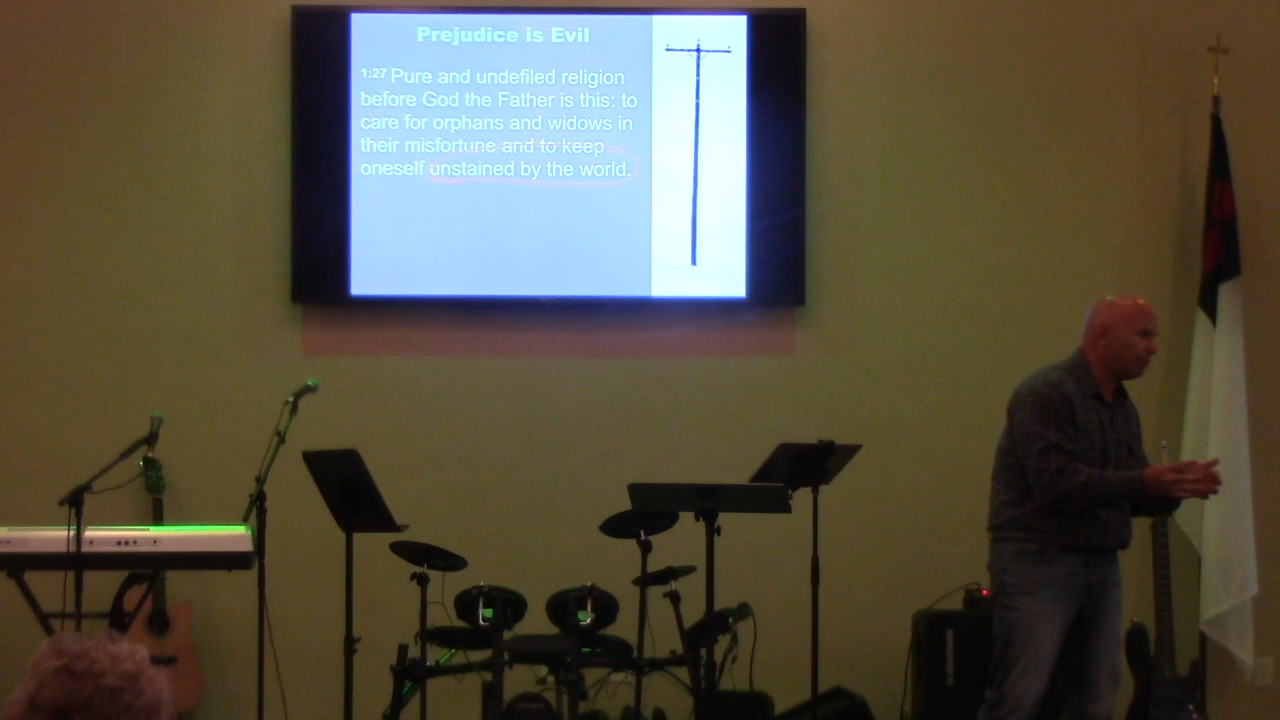 Prejudice is Evil
1:27 Pure and undefiled religion
before God the Father is this: to
care for orphans and widows in
their misfortune and to keep
oneself unstained by the world.